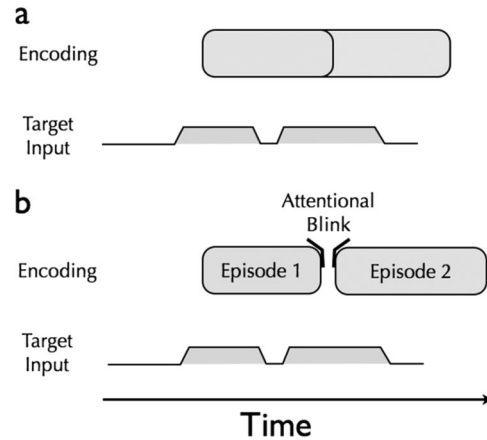 a
Encoding
Target
Input
b
Attentional
Blink
Encoding
Episode 1
Episode 2
Target
Input
Time